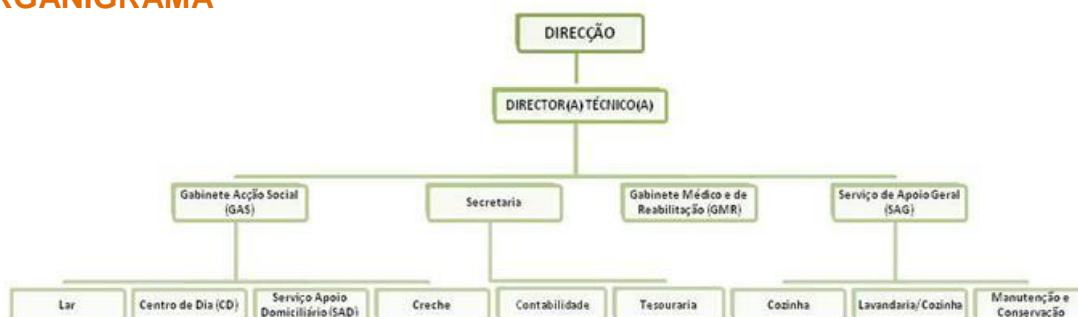 RGANIGRAMA
DIRECÇÃO
DIRECTOR(A) TÉCNICO(A)
Gabinete Acção Social
(GAS)
Secretaria
Gabinete Médico e de
Reabilitação (GMR)
Serviço de Apoio Geral
(SAG)
Lar
Centro de Dia (CD)
Serviço Apoio
Domiciliário (SAD)
Creche
Contabilidade
Tesouraria
Cozinha
Lavandaria/Cozinha
Manutenção e
Conservação